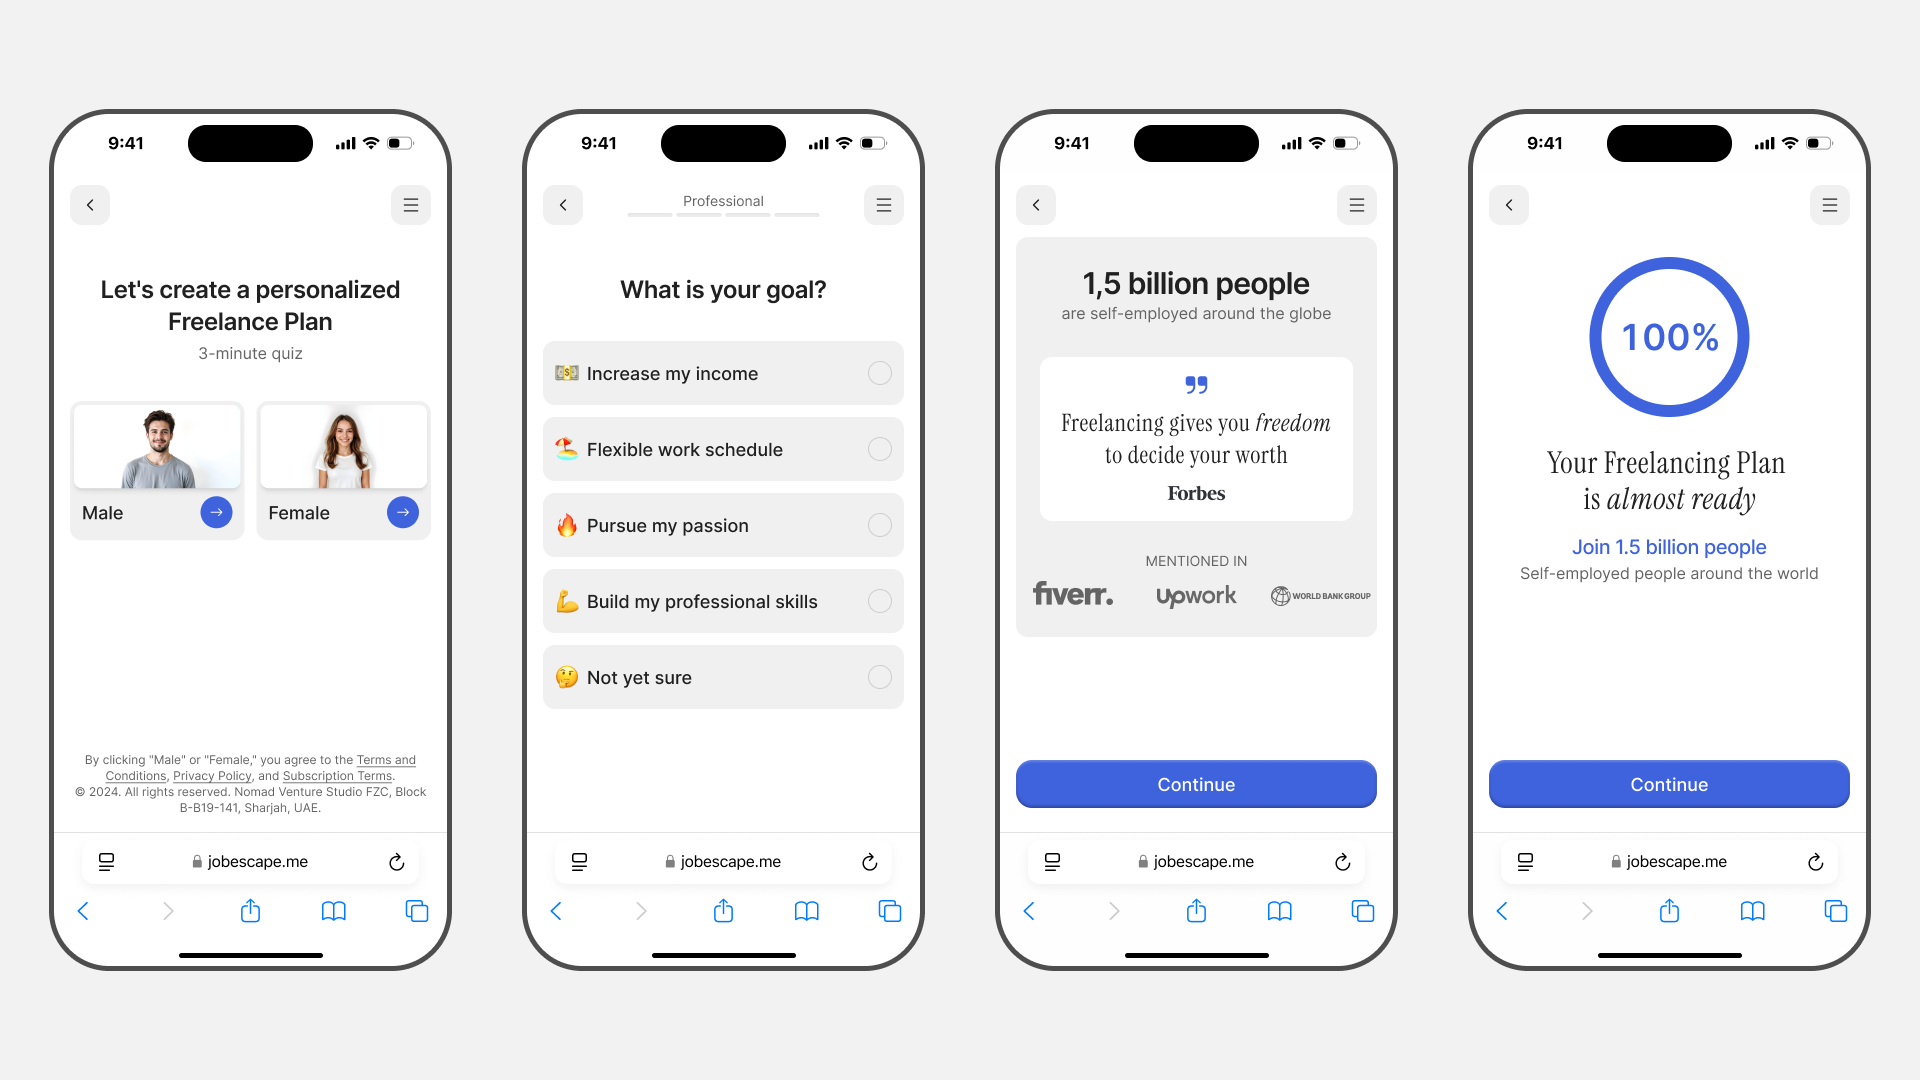 9:41
Let's create a personalized
Freelance Plan
3-minute quiz
Male
Female
By clicking "Male" or "Female," you agree to the Terms and
Conditions, Privacy Policy, and Subscription Terms.
© 2024. All rights reserved. Nomad Venture Studio FZC, Block
B-B19-141, Sharjah, UAE.
jobescape.me
9:41
Professional
What is your goal?
Increase my income
Flexible work schedule
Pursue my passion
Build my professional skills
Not yet sure
jobescape.me
9:41
1,5 billion people
are self-employed around the globe
Freelancing gives you freedom
to decide your worth
Forbes
MENTIONED IN
fiverr.
upwork
WORLD BANK GROUP
Continue
jobescape.me
9:41
100%
Your Freelancing Plan
is almost ready
Join 1.5 billion people
Self-employed people around the world
Continue
jobescape.me